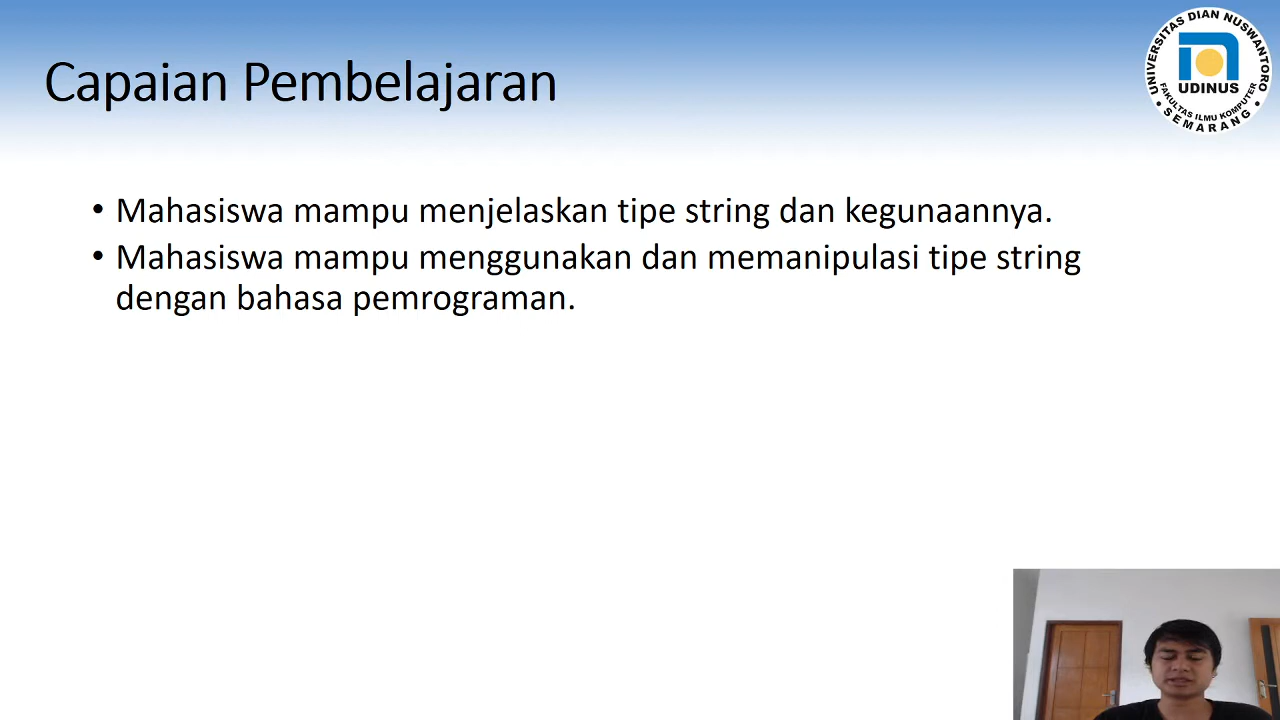 Capaian Pembelajaran
UNIVERSITAS DIAN NUSWANTORO
UDINUS
FAKULTAS ILMU KOMPUTER
• SEMARANG •
• Mahasiswa mampu menjelaskan tipe string dan kegunaannya.
• Mahasiswa mampu menggunakan dan memanipulasi tipe string
dengan bahasa pemrograman.